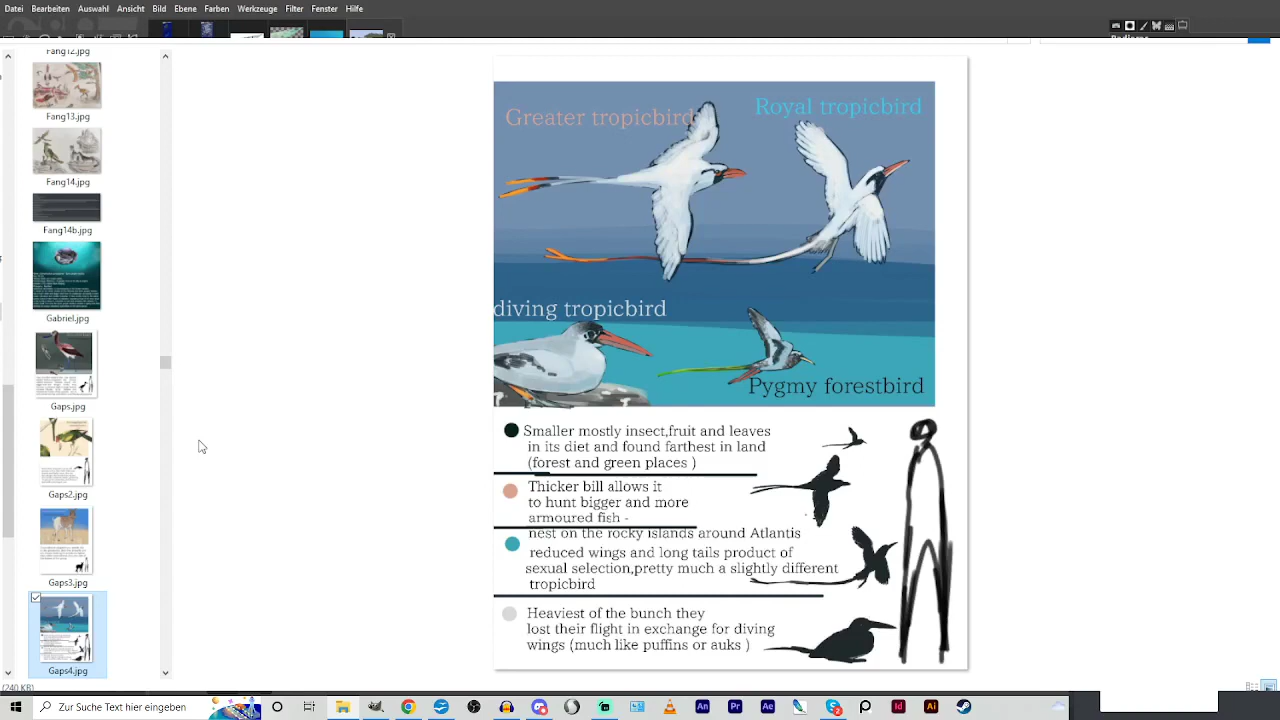 Datei Bearbeiten Auswahl Ansicht Bild Ebene Farben Werkzeuge Filter Fenster Hilfe
Fang12.jpg
Fang13.jpg
Fang14.jpg
Fang14b.jpg
Gabriel.jpg
Gaps.jpg
Gaps2.jpg
Gaps3.jpg
Gaps4.jpg
Greater tropicbird
Royal tropicbird
diving tropicbird
Pygmy forestbird
Smaller mostly insect,fruit and leaves
in its diet and found farthest in land
(forest and green places )
Thicker bill allows it
to hunt bigger and more
armoured fish -
nest on the rocky islands around Atlantis
reduced wings and long tails product of
sexual selection,pretty much a slightly different
tropicbird
Heaviest of the bunch they
lost their flight in exchange for diving
wings (much like puffins or auks )
(240 KB)
Zur Suche Text hier eingeben